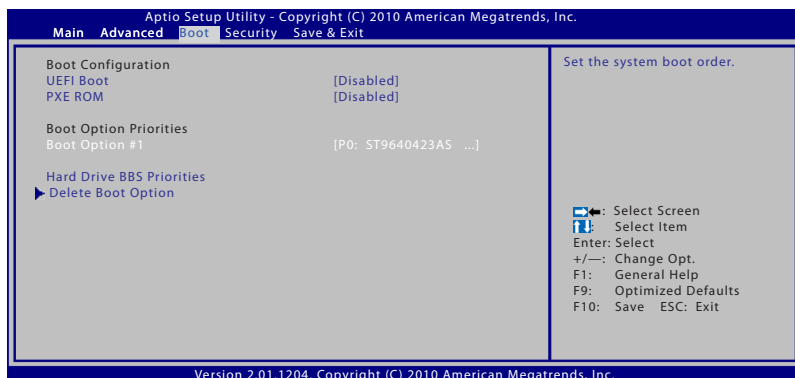 Aptio Setup Utility - Copyright (C) 2010 American Megatrends, Inc.
Main Advanced Boot Security Save & Exit
Boot Configuration
UEFI Boot [Disabled]
PXE ROM [Disabled]
Boot Option Priorities
Boot Option #1 [P0: ST9640423AS ...]
Hard Drive BBS Priorities
Delete Boot Option
Set the system boot order.
→←: Select Screen
↑↓: Select Item
Enter: Select
+/—: Change Opt.
F1: General Help
F9: Optimized Defaults
F10: Save ESC: Exit
Version 2.01.1204. Copyright (C) 2010 American Megatrends, Inc.